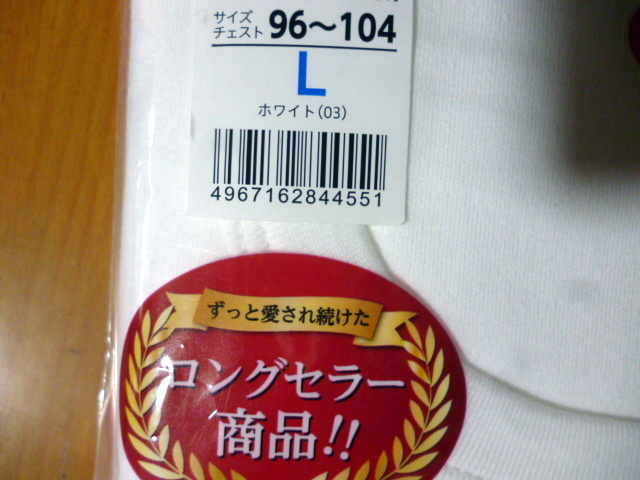 サイズ
チェスト 96〜104
L
ホワイト(03)
4967162844551
ずっと愛され続けた
ロングセラー
商品!!